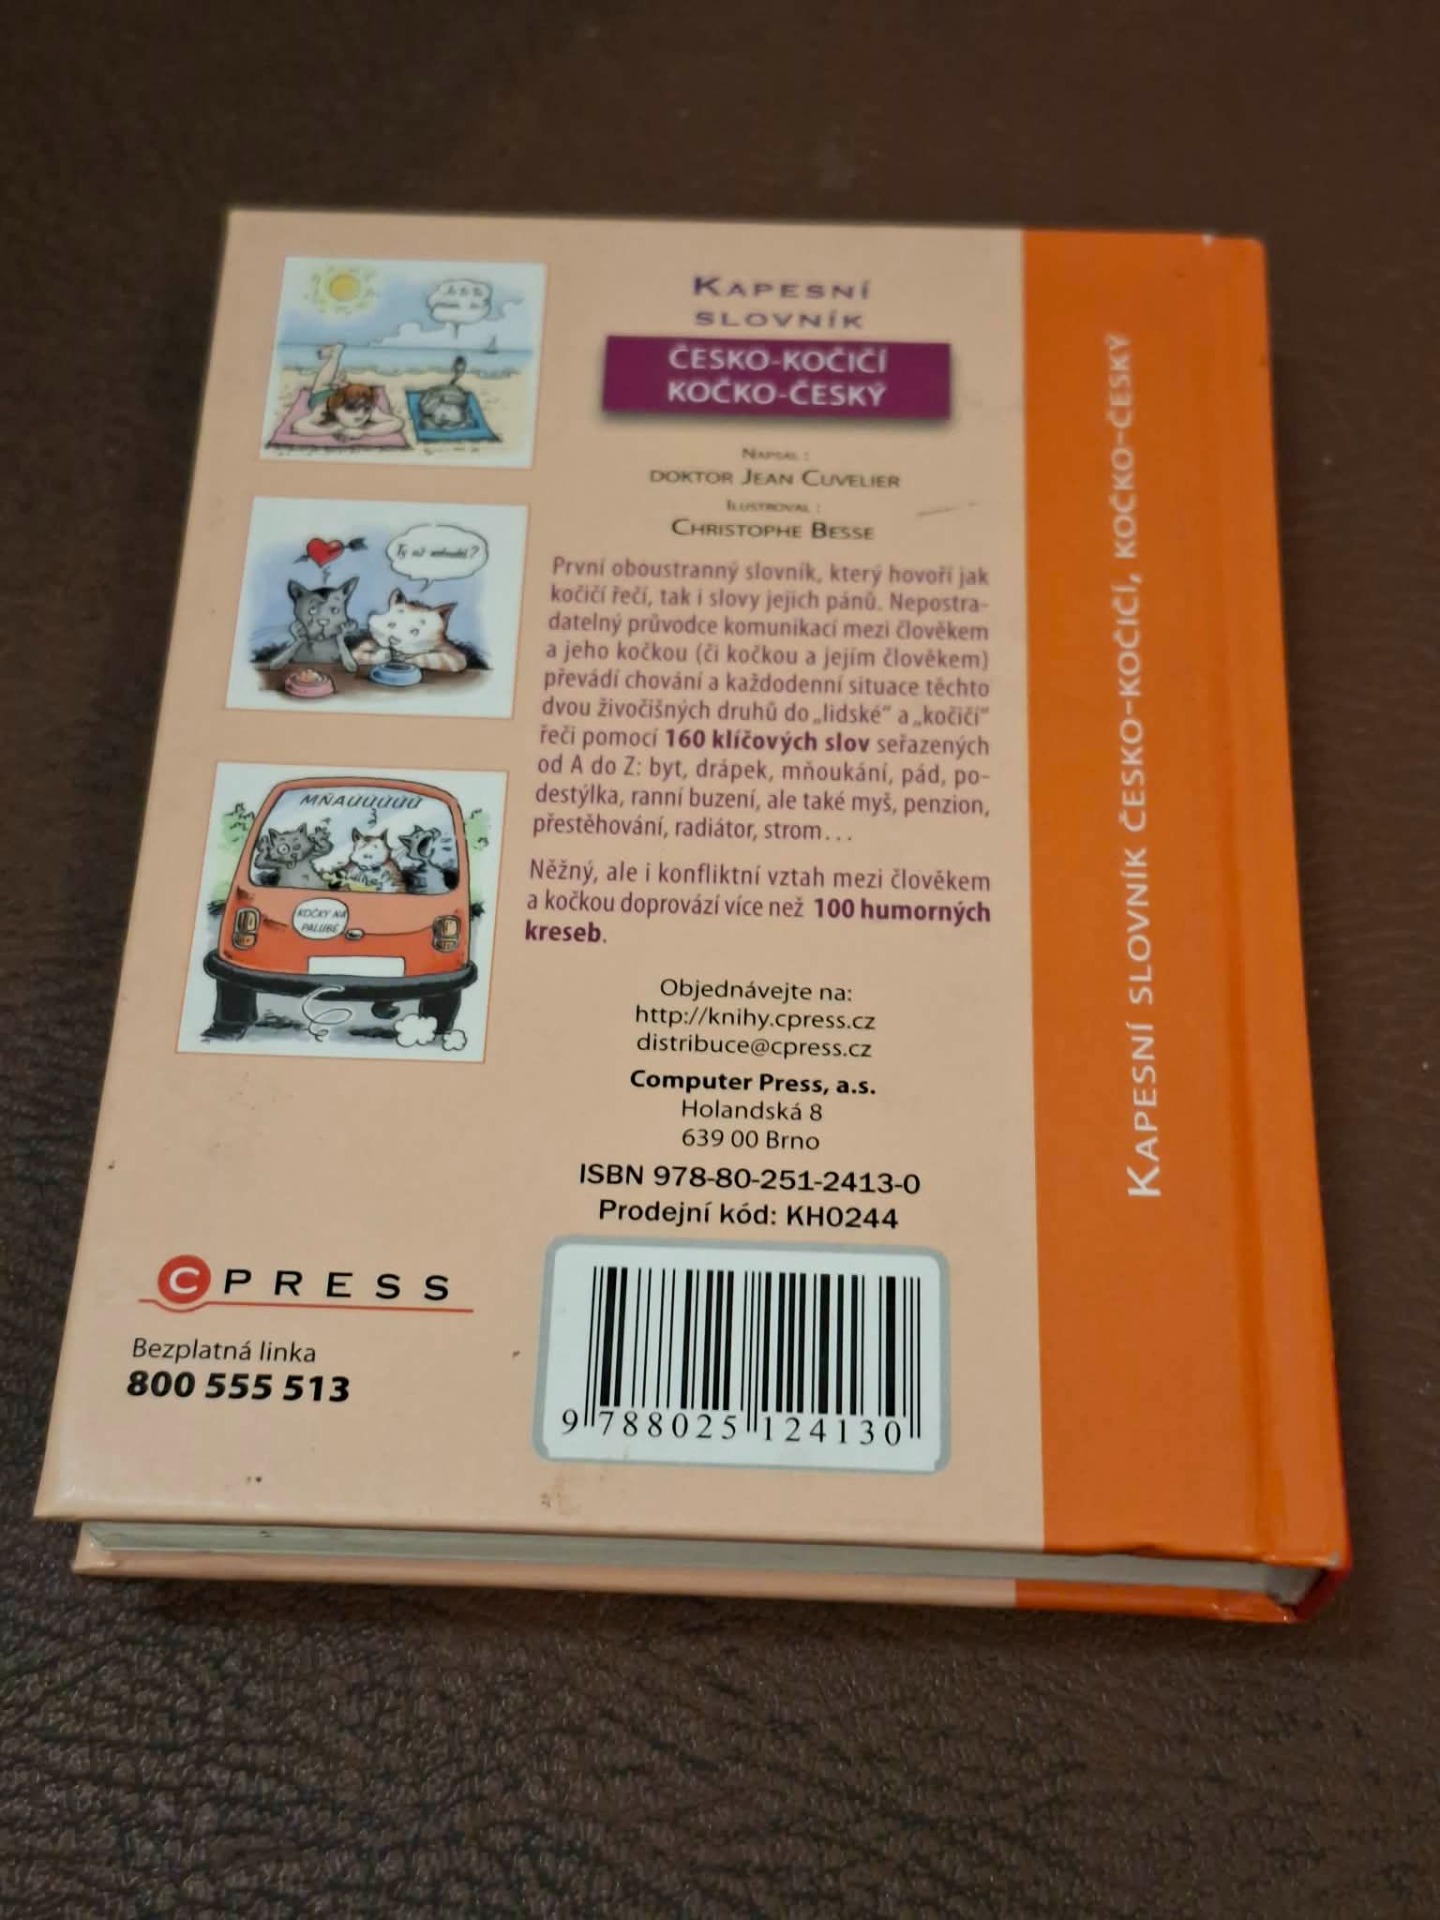 KAPESNÍ
SLOVNÍK
ČESKO-KOČIČÍ
KOČKO-ČESKÝ
NAPSAL :
DOKTOR JEAN CUVELIER
ILUSTROVAL :
CHRISTOPHE BESSE
První oboustranný slovník, který hovoří jak
kočičí řečí, tak i slovy jejich pánů. Nepostra-
datelný průvodce komunikací mezi člověkem
a jeho kočkou (či kočkou a jejím člověkem)
převádí chování a každodenní situace těchto
dvou živočišných druhů do „lidské“ a „kočičí“
řeči pomocí 160 klíčových slov seřazených
od A do Z: byt, drápek, mňoukání, pád, po-
destýlka, ranní buzení, ale také myš, penzion,
přestěhování, radiátor, strom...
Něžný, ale i konfliktní vztah mezi člověkem
a kočkou doprovází více než 100 humorných
kreseb.
Objednávejte na:
http://knihy.cpress.cz
distribuce@cpress.cz
Computer Press, a.s.
Holandská 8
639 00 Brno
ISBN 978-80-251-2413-0
Prodejní kód: KH0244
9 788025 124130
Ty už nebudeš?
MŇAÚÚÚÚÚ
KOČKY NA
PALUBĚ
CPRESS
Bezplatná linka
800 555 513
KAPESNÍ SLOVNÍK ČESKO-KOČIČÍ, KOČKO-ČESKÝ